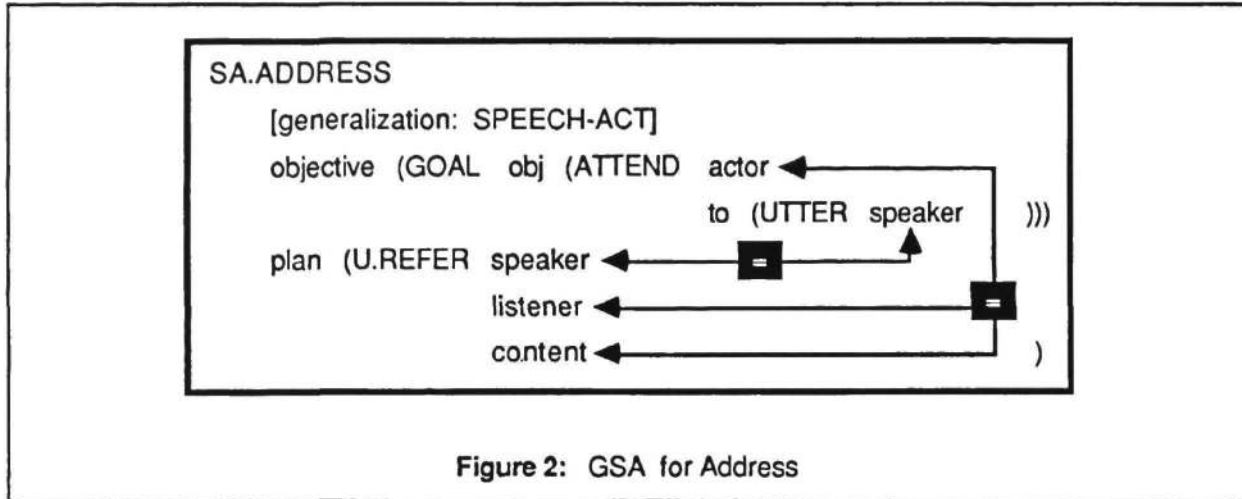 SA.ADDRESS
[generalization: SPEECH-ACT]
objective (GOAL obj (ATTEND actor
to (UTTER speaker )))
plan (U.REFER speaker =
listener =
content )
Figure 2: GSA for Address